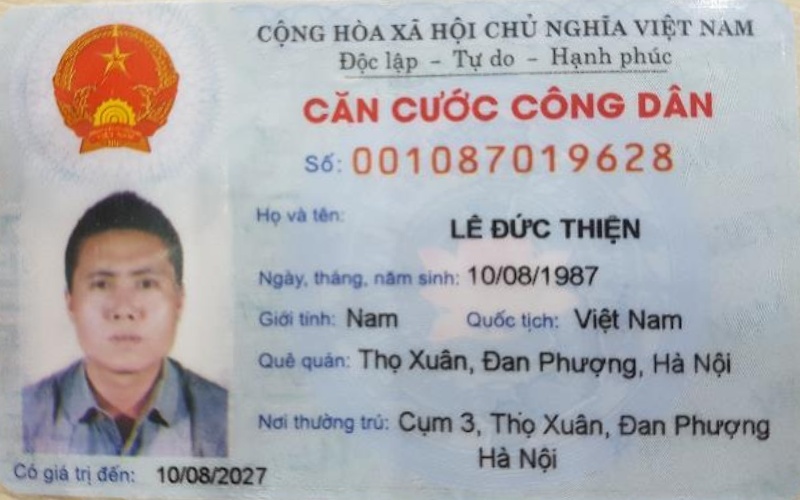 CỘNG HÒA XÃ HỘI CHỦ NGHĨA VIỆT NAM
Độc lập - Tự do - Hạnh phúc
CĂN CƯỚC CÔNG DÂN
Số: 001087019628
Họ và tên: LÊ ĐỨC THIỆN
Ngày, tháng, năm sinh: 10/08/1987
Giới tính: Nam Quốc tịch: Việt Nam
Quê quán: Thọ Xuân, Đan Phượng, Hà Nội
Nơi thường trú: Cụm 3, Thọ Xuân, Đan Phượng
Hà Nội
Có giá trị đến: 10/08/2027